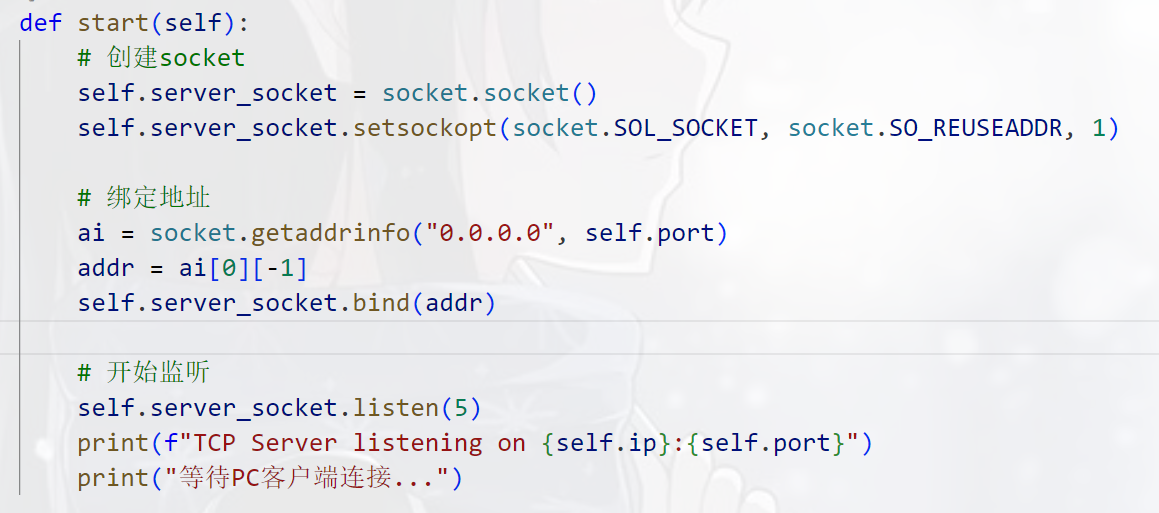 def start(self):
    # 创建socket
    self.server_socket = socket.socket()
    self.server_socket.setsockopt(socket.SOL_SOCKET, socket.SO_REUSEADDR, 1)
    # 绑定地址
    ai = socket.getaddrinfo("0.0.0.0", self.port)
    addr = ai[0][-1]
    self.server_socket.bind(addr)
    # 开始监听
    self.server_socket.listen(5)
    print(f"TCP Server listening on {self.ip}:{self.port}")
    print("等待PC客户端连接...")